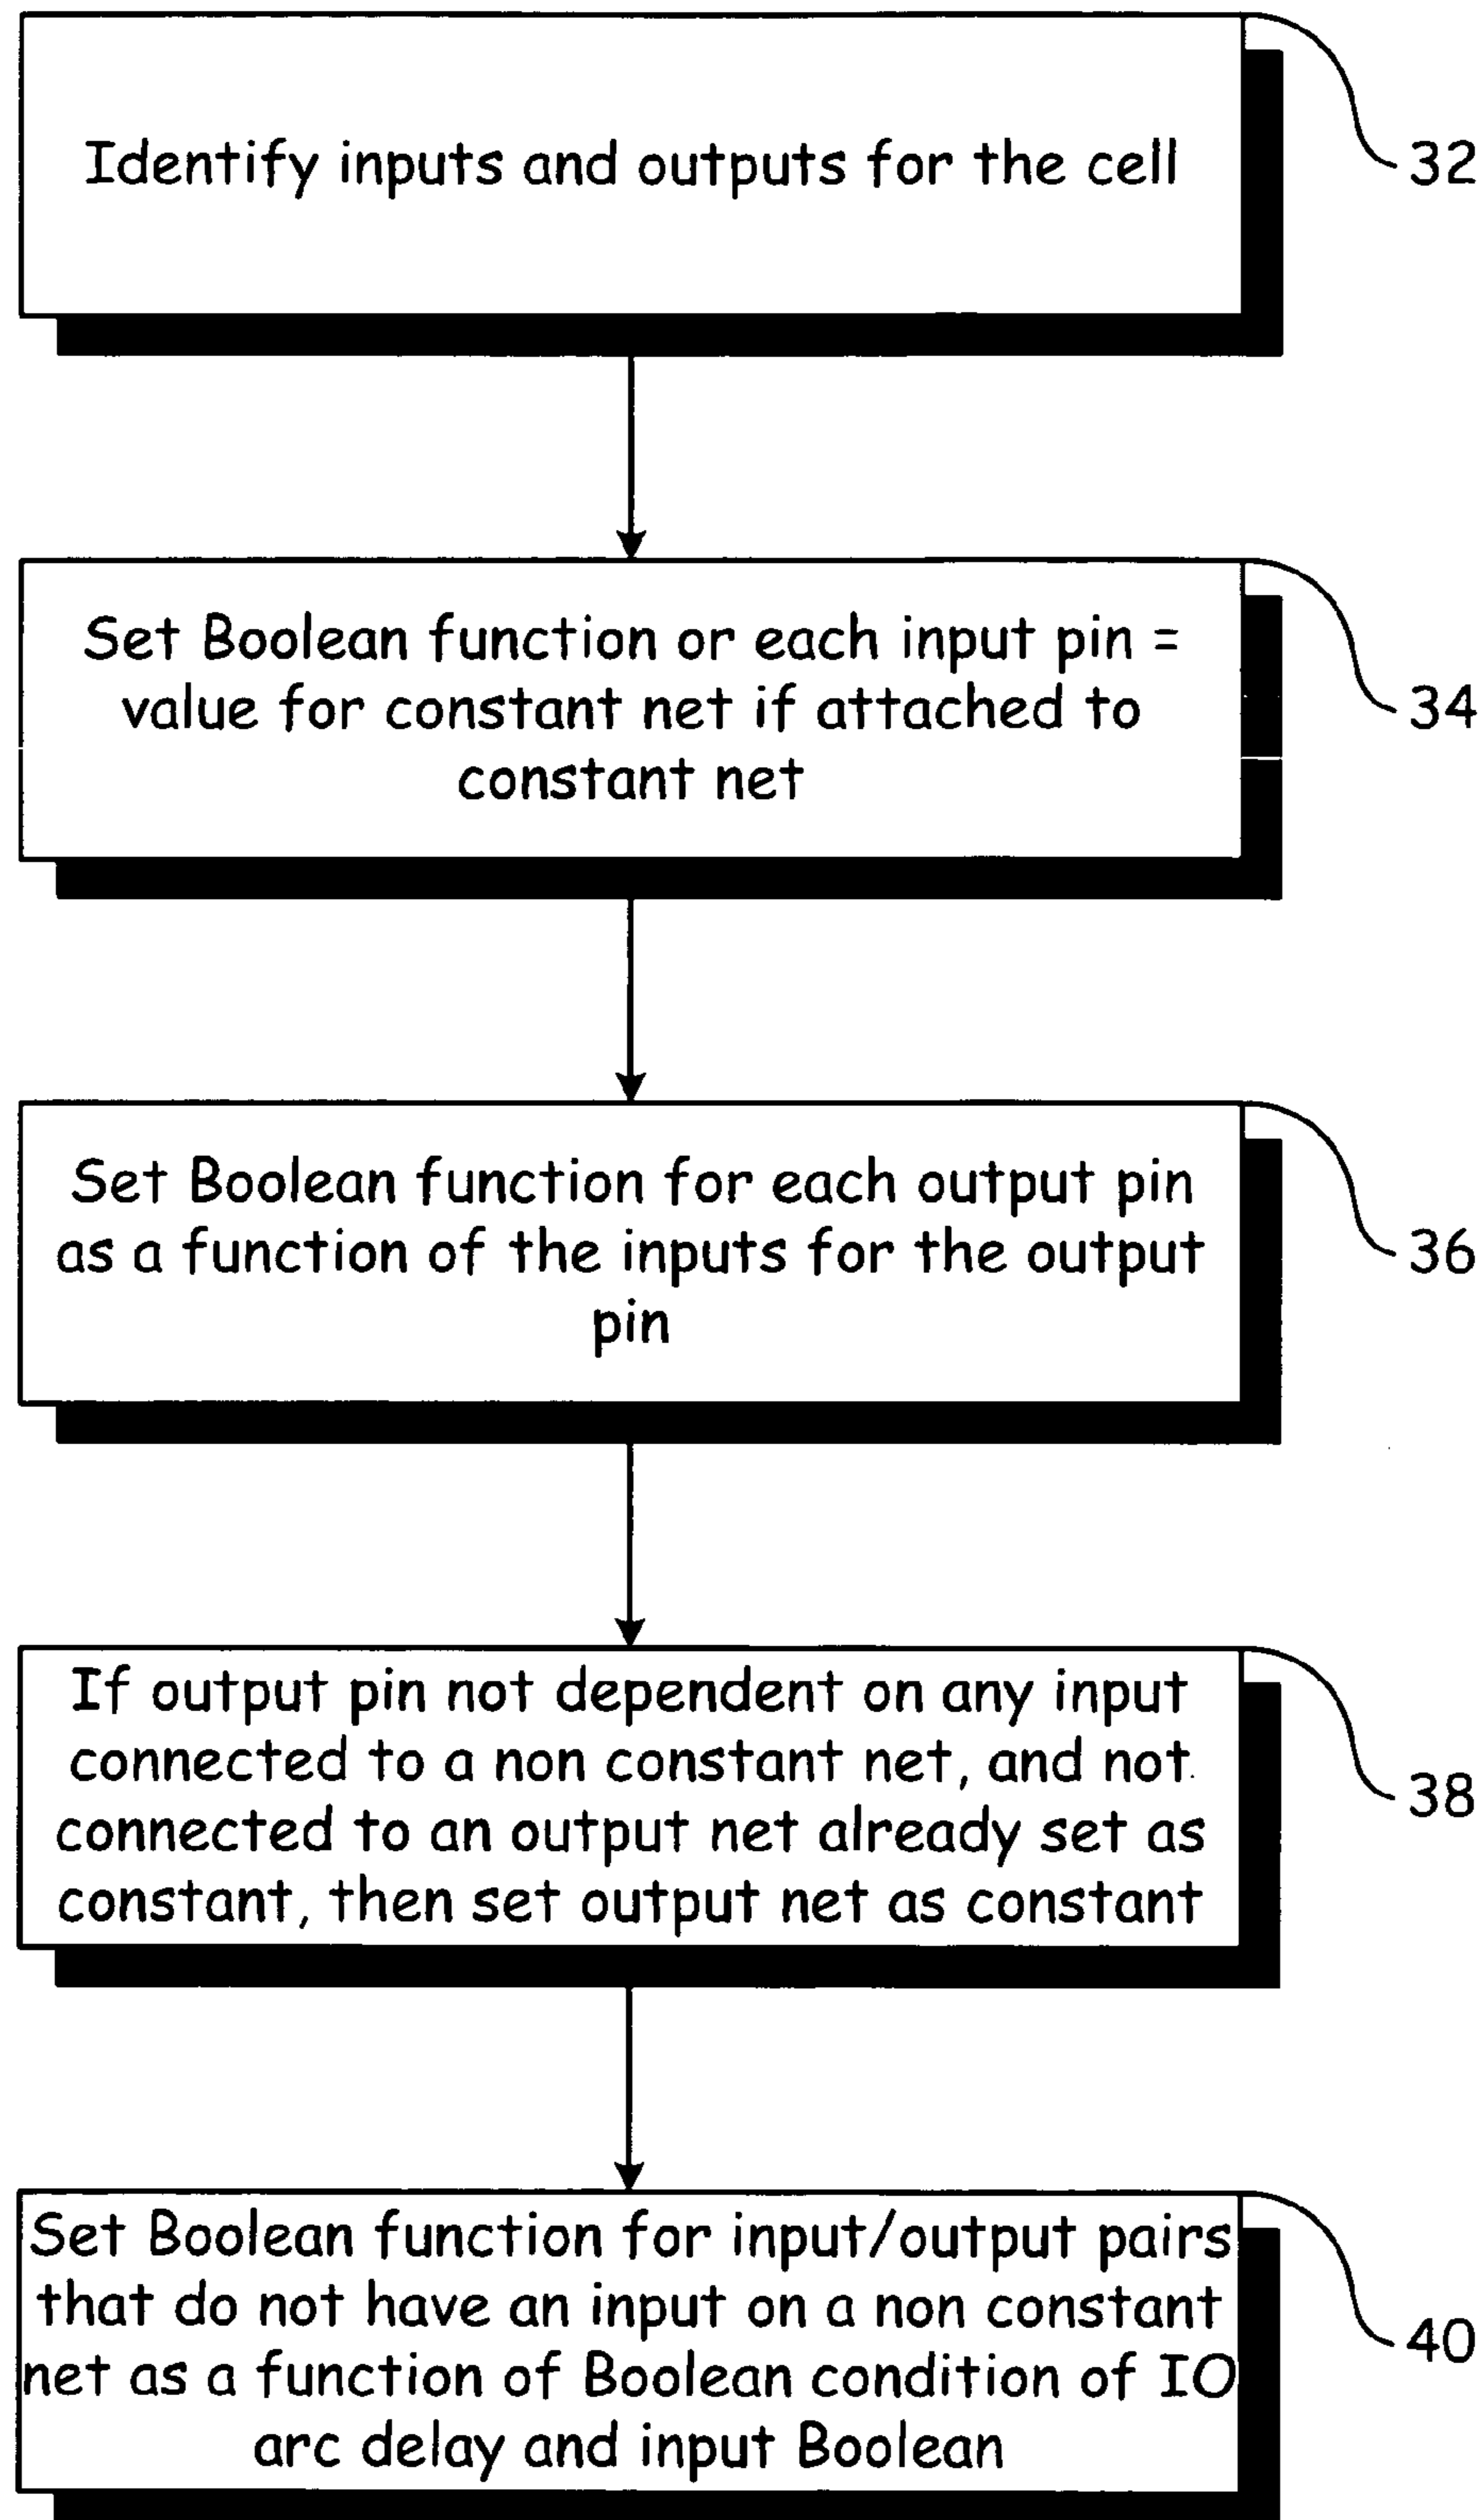 Identify inputs and outputs for the cell
32
Set Boolean function or each input pin =
value for constant net if attached to
constant net
34
Set Boolean function for each output pin
as a function of the inputs for the output
pin
36
If output pin not dependent on any input
connected to a non constant net, and not
connected to an output net already set as
constant, then set output net as constant
38
Set Boolean function for input/output pairs
that do not have an input on a non constant
net as a function of Boolean condition of IO
arc delay and input Boolean
40